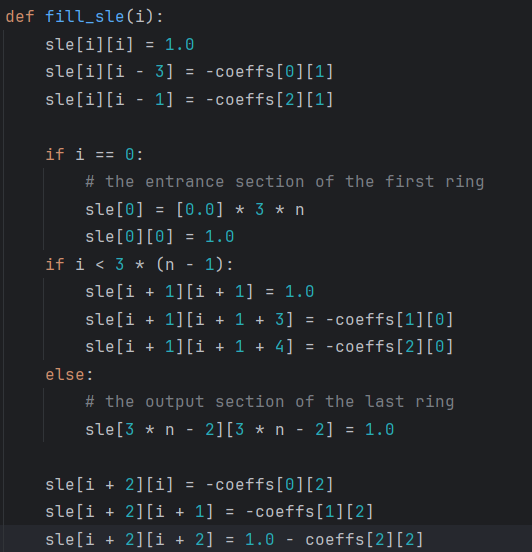 def fill_sle(i):
    sle[i][i] = 1.0
    sle[i][i - 3] = -coeffs[0][1]
    sle[i][i - 1] = -coeffs[2][1]

    if i == 0:
        # the entrance section of the first ring
        sle[0] = [0.0] * 3 * n
        sle[0][0] = 1.0
    if i < 3 * (n - 1):
        sle[i + 1][i + 1] = 1.0
        sle[i + 1][i + 1 + 3] = -coeffs[1][0]
        sle[i + 1][i + 1 + 4] = -coeffs[2][0]
    else:
        # the output section of the last ring
        sle[3 * n - 2][3 * n - 2] = 1.0

    sle[i + 2][i] = -coeffs[0][2]
    sle[i + 2][i + 1] = -coeffs[1][2]
    sle[i + 2][i + 2] = 1.0 - coeffs[2][2]